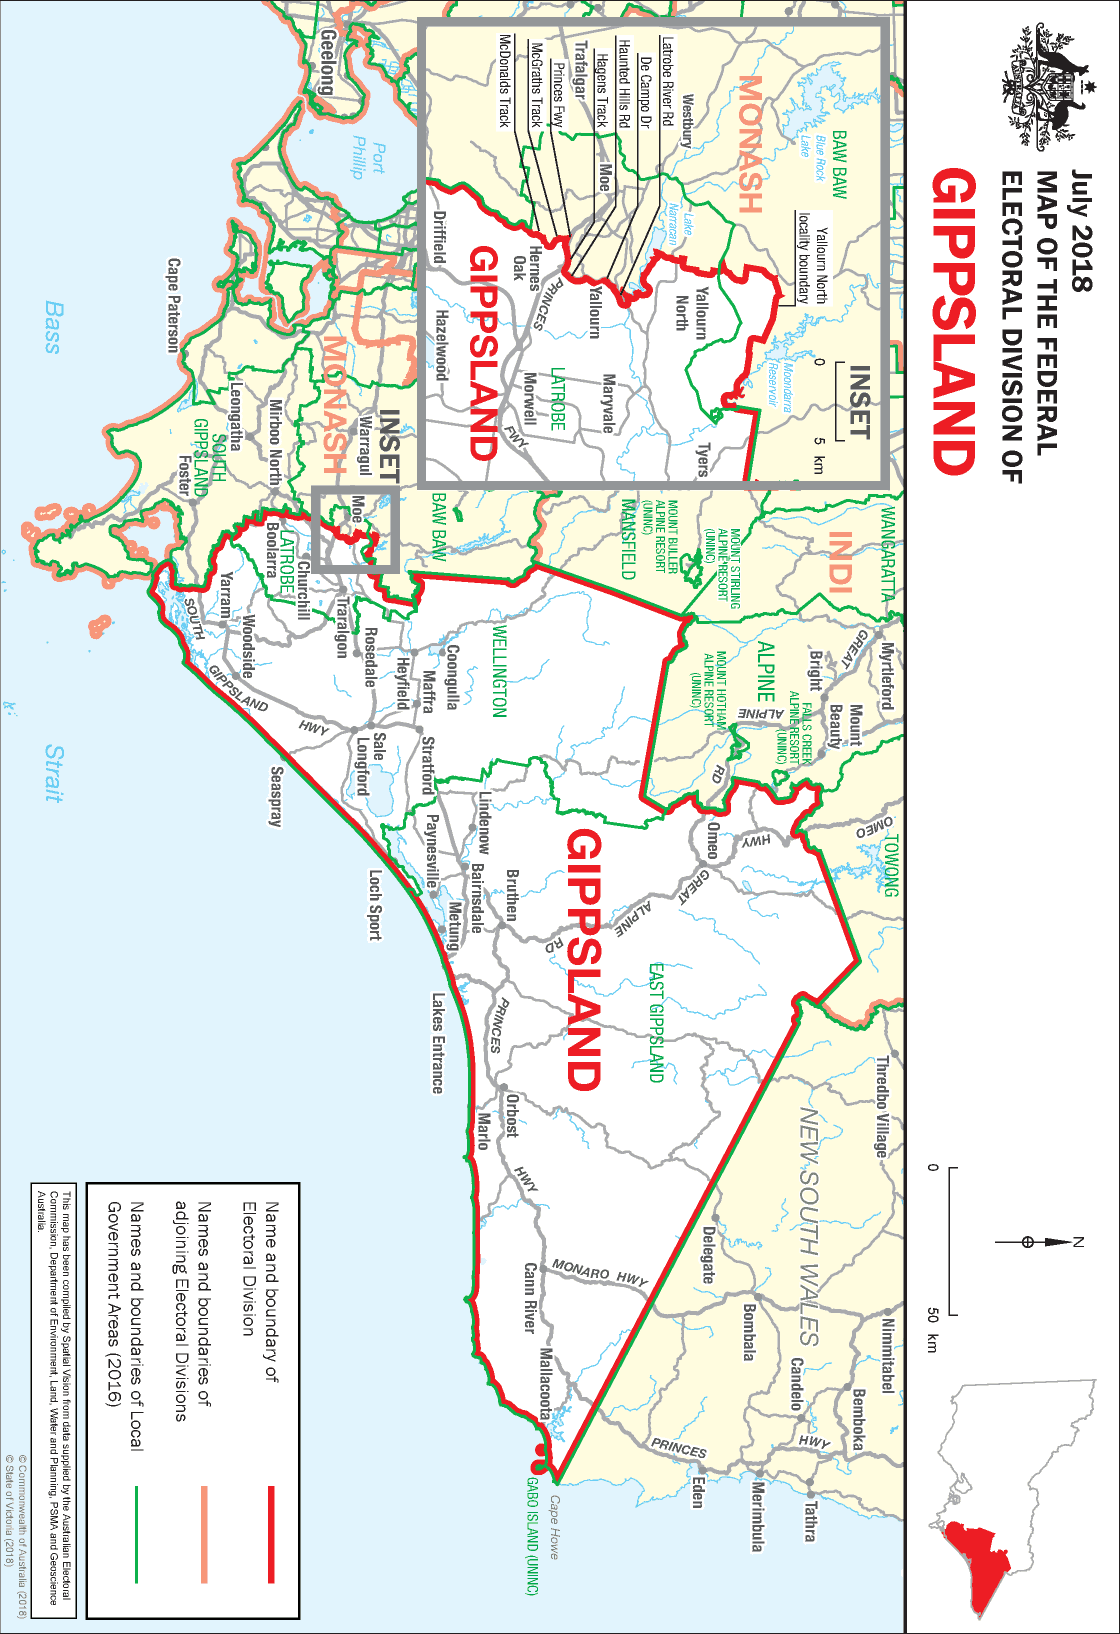 July 2018
MAP OF THE FEDERAL
ELECTORAL DIVISION OF
GIPPSLAND
0
50 km
N
INSET
0
5 km
BAW BAW
Blue Rock
Lake
MONASH
Westbury
Yallourn North
locality boundary
Latrobe River Rd
De Campo Dr
Haunted Hills Rd
Hagens Track
Trafalgar
Princes Fwy
McGraths Track
McDonalds Track
Moe
Lake
Narracan
Yallourn
North
Moondarra
Reservoir
Tyers
Yallourn
Maryvale
LATROBE
Hernes
Oak
PRINCES
Morwell
FWY
GIPPSLAND
Driffield
Hazelwood
WANGARATTA
INDI
MOUNT STIRLING
ALPINE RESORT
(UNINC)
MOUNT BULLER
ALPINE RESORT
(UNINC)
MANSFIELD
BAW BAW
Myrtleford
GREAT
Bright
Mount
Beauty
ALPINE
FALLS CREEK
ALPINE RESORT
(UNINC)
ALPINE
MOUNT HOTHAM
ALPINE RESORT
(UNINC)
RD
OMEO
TOWONG
HWY
Omeo
GREAT
ALPINE
RD
Thredbo Village
NEW SOUTH WALES
Nimmitabel
Bemboka
Candelo
Bombala
Delegate
HWY
PRINCES
Tathra
Merimbula
Eden
MONARO HWY
WELLINGTON
EAST GIPPSLAND
GIPPSLAND
Coongulla
Maffra
Heyfield
Rosedale
Traralgon
Churchill
LATROBE
Boolarra
Stratford
Sale
Longford
Lindenow
Bairnsdale
Bruthen
Paynesville
Metung
PRINCES
Orbost
Marlo
HWY
Cann River
Mallacoota
Cape Howe
GABO ISLAND (UNINC)
Lakes Entrance
Loch Sport
Seaspray
Yarram
Woodside
SOUTH
GIPPSLAND
HWY
INSET
Moe
Warragul
MONASH
Mirboo North
Leongatha
SOUTH
GIPPSLAND
Foster
Geelong
Port
Phillip
Cape Paterson
Bass
Strait
Name and boundary of
Electoral Division
Names and boundaries of
adjoining Electoral Divisions
Names and boundaries of Local
Government Areas (2016)
This map has been compiled by Spatial Vision from data supplied by the Australian Electoral
Commission, Department of Environment, Land, Water and Planning, PSMA and Geoscience
Australia.
© Commonwealth of Australia (2018)
© State of Victoria (2018)